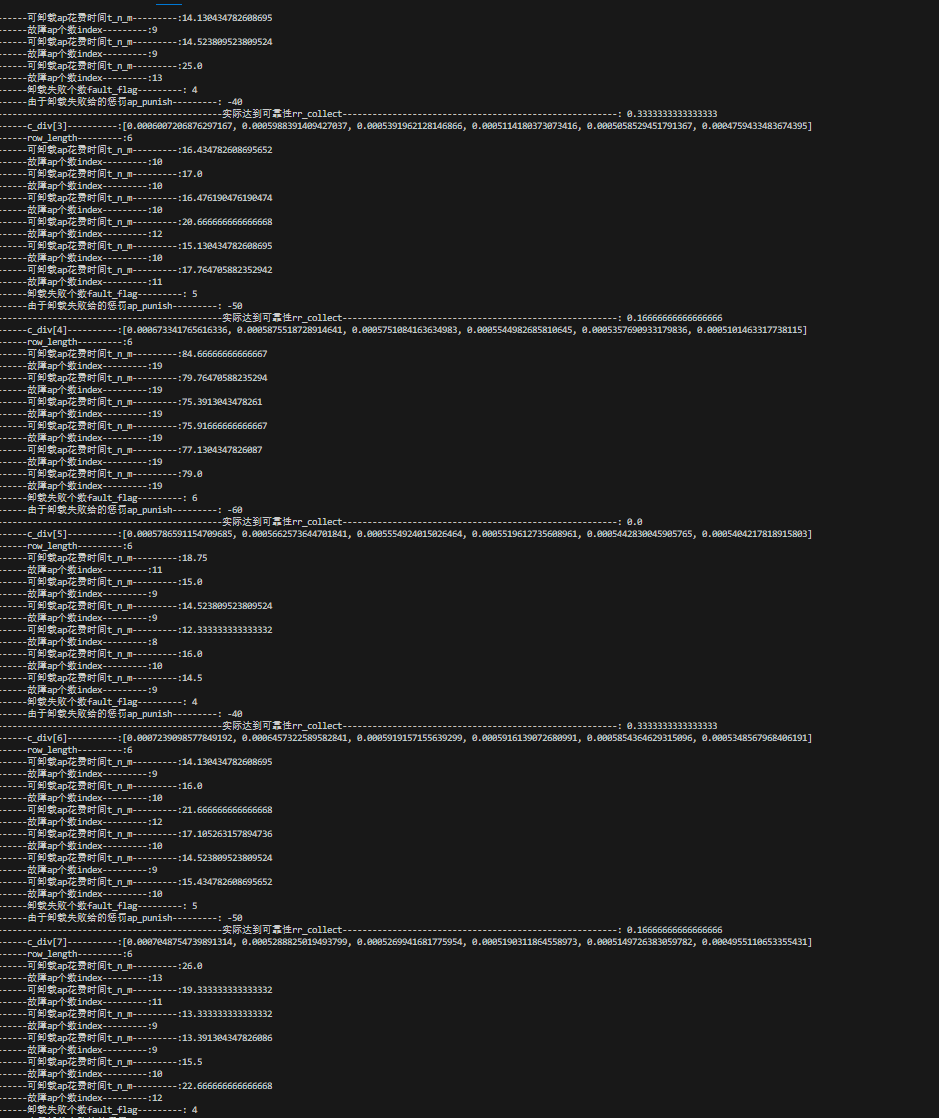 ------可卸载ap花费时间t_n_m---------:14.130434782608695
------故障ap个数index---------:9
------可卸载ap花费时间t_n_m---------:14.523809523809524
------故障ap个数index---------:9
------可卸载ap花费时间t_n_m---------:25.0
------故障ap个数index---------:13
------卸载失败个数fault_flag---------: 4
------由于卸载失败给的惩罚ap_punish---------: -40
---------------------------------------------实际达到可靠性rr_collect--------------------------------------------------------: 0.3333333333333333
------c_div[3]----------:[0.0006007206876297167, 0.0005988391409427037, 0.0005391962128146866, 0.0005114180373073416, 0.0005058529451791367, 0.0004759433483674395]
------row_length---------:6
------可卸载ap花费时间t_n_m---------:16.434782608695652
------故障ap个数index---------:10
------可卸载ap花费时间t_n_m---------:17.0
------故障ap个数index---------:10
------可卸载ap花费时间t_n_m---------:16.476190476190474
------故障ap个数index---------:10
------可卸载ap花费时间t_n_m---------:20.666666666666668
------故障ap个数index---------:12
------可卸载ap花费时间t_n_m---------:15.130434782608695
------故障ap个数index---------:10
------可卸载ap花费时间t_n_m---------:17.764705882352942
------故障ap个数index---------:11
------卸载失败个数fault_flag---------: 5
------由于卸载失败给的惩罚ap_punish---------: -50
---------------------------------------------实际达到可靠性rr_collect--------------------------------------------------------: 0.16666666666666666
------c_div[4]----------:[0.000673341765616336, 0.0005875518728914641, 0.0005751084163634983, 0.0005544982685810645, 0.0005357690933179836, 0.0005101463317738115]
------row_length---------:6
------可卸载ap花费时间t_n_m---------:84.66666666666667
------故障ap个数index---------:19
------可卸载ap花费时间t_n_m---------:79.76470588235294
------故障ap个数index---------:19
------可卸载ap花费时间t_n_m---------:75.3913043478261
------故障ap个数index---------:19
------可卸载ap花费时间t_n_m---------:75.91666666666667
------故障ap个数index---------:19
------可卸载ap花费时间t_n_m---------:77.1304347826087
------故障ap个数index---------:19
------可卸载ap花费时间t_n_m---------:79.0
------故障ap个数index---------:19
------卸载失败个数fault_flag---------: 6
------由于卸载失败给的惩罚ap_punish---------: -60
---------------------------------------------实际达到可靠性rr_collect--------------------------------------------------------: 0.0
------c_div[5]----------:[0.0005786591154709685, 0.0005662573644701841, 0.0005554924015026464, 0.0005519612735608961, 0.0005442830045905765, 0.0005404217818915803]
------row_length---------:6
------可卸载ap花费时间t_n_m---------:18.75
------故障ap个数index---------:11
------可卸载ap花费时间t_n_m---------:15.0
------故障ap个数index---------:9
------可卸载ap花费时间t_n_m---------:14.523809523809524
------故障ap个数index---------:9
------可卸载ap花费时间t_n_m---------:12.333333333333332
------故障ap个数index---------:8
------可卸载ap花费时间t_n_m---------:16.0
------故障ap个数index---------:10
------可卸载ap花费时间t_n_m---------:14.5
------故障ap个数index---------:9
------卸载失败个数fault_flag---------: 4
------由于卸载失败给的惩罚ap_punish---------: -40
---------------------------------------------实际达到可靠性rr_collect--------------------------------------------------------: 0.3333333333333333
------c_div[6]----------:[0.0007239098577849192, 0.0006457322589582841, 0.0005919157155639299, 0.0005916139072680991, 0.0005854364629315096, 0.0005348567968406191]
------row_length---------:6
------可卸载ap花费时间t_n_m---------:14.130434782608695
------故障ap个数index---------:9
------可卸载ap花费时间t_n_m---------:16.0
------故障ap个数index---------:10
------可卸载ap花费时间t_n_m---------:21.666666666666668
------故障ap个数index---------:12
------可卸载ap花费时间t_n_m---------:17.105263157894736
------故障ap个数index---------:10
------可卸载ap花费时间t_n_m---------:14.523809523809524
------故障ap个数index---------:9
------可卸载ap花费时间t_n_m---------:15.434782608695652
------故障ap个数index---------:10
------卸载失败个数fault_flag---------: 5
------由于卸载失败给的惩罚ap_punish---------: -50
---------------------------------------------实际达到可靠性rr_collect--------------------------------------------------------: 0.16666666666666666
------c_div[7]----------:[0.0007048754739891314, 0.0005288825019493799, 0.000526994168177595​4, 0.0005190311864558973, 0.0005149726383059782, 0.0004955110653355431]
------row_length---------:6
------可卸载ap花费时间t_n_m---------:26.0
------故障ap个数index---------:13
------可卸载ap花费时间t_n_m---------:19.333333333333332
------故障ap个数index---------:11
------可卸载ap花费时间t_n_m---------:13.333333333333332
------故障ap个数index---------:9
------可卸载ap花费时间t_n_m---------:13.391304347826086
------故障ap个数index---------:9
------可卸载ap花费时间t_n_m---------:15.5
------故障ap个数index---------:10
------可卸载ap花费时间t_n_m---------:22.666666666666668
------故障ap个数index---------:12
------卸载失败个数fault_flag---------: 4